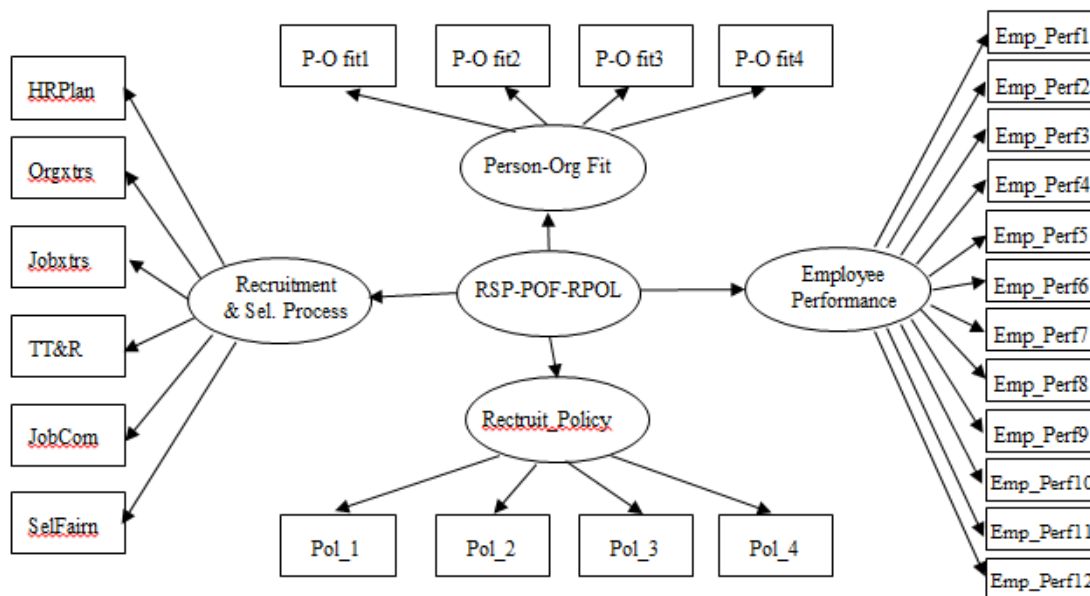 P-O fit1
P-O fit2
P-O fit3
P-O fit4
HRPlan
Orgxtrs
Jobxtrs
TT&R
JobCom
SelFairn
Person-Org Fit
Recruitment
& Sel. Process
RSP-POF-RPOL
Employee
Performance
Rectruit_Policy
Pol_1
Pol_2
Pol_3
Pol_4
Emp_Perf1
Emp_Perf2
Emp_Perf3
Emp_Perf4
Emp_Perf5
Emp_Perf6
Emp_Perf7
Emp_Perf8
Emp_Perf9
Emp_Perf10
Emp_Perf11
Emp_Perf12